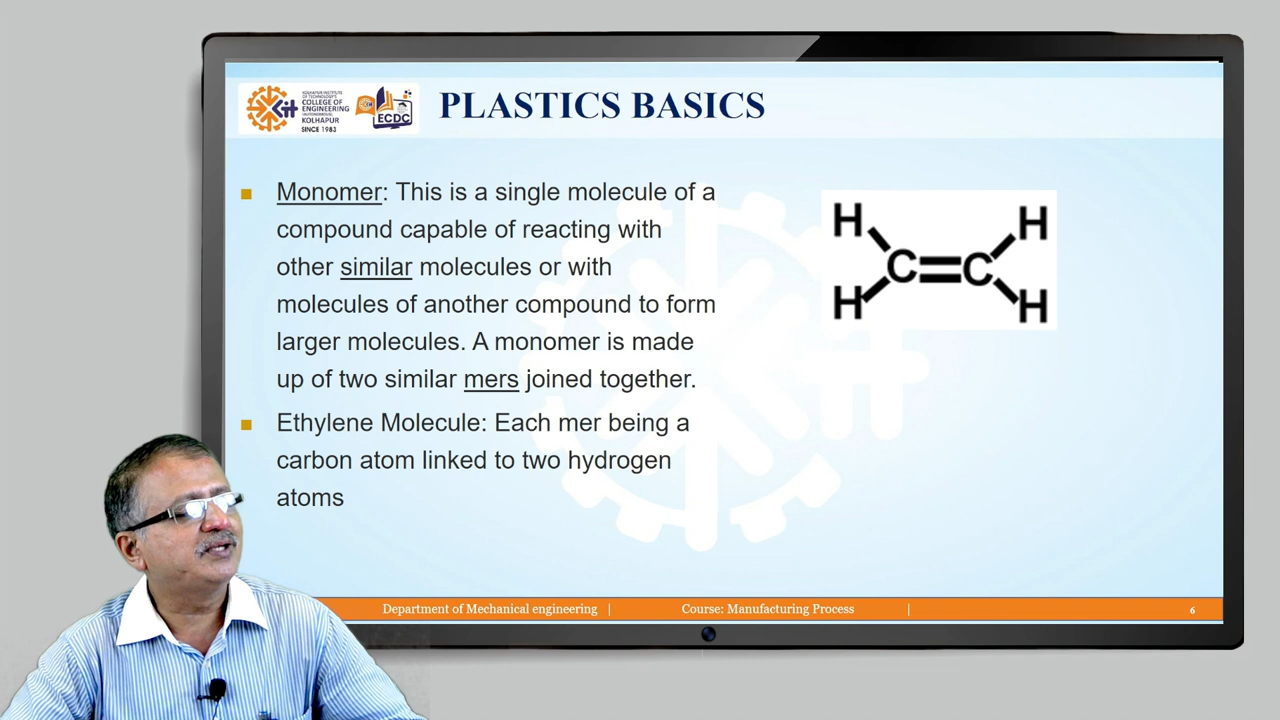 KOLHAPUR INSTITUTE
OF TECHNOLOGY'S
COLLEGE OF
ENGINEERING
(AUTONOMOUS),
KOLHAPUR
SINCE 1983
ECDC
PLASTICS BASICS
Monomer: This is a single molecule of a
compound capable of reacting with
other similar molecules or with
molecules of another compound to form
larger molecules. A monomer is made
up of two similar mers joined together.
Ethylene Molecule: Each mer being a
carbon atom linked to two hydrogen
atoms
H H
C=C
H H
Department of Mechanical engineering | Course: Manufacturing Process | 6